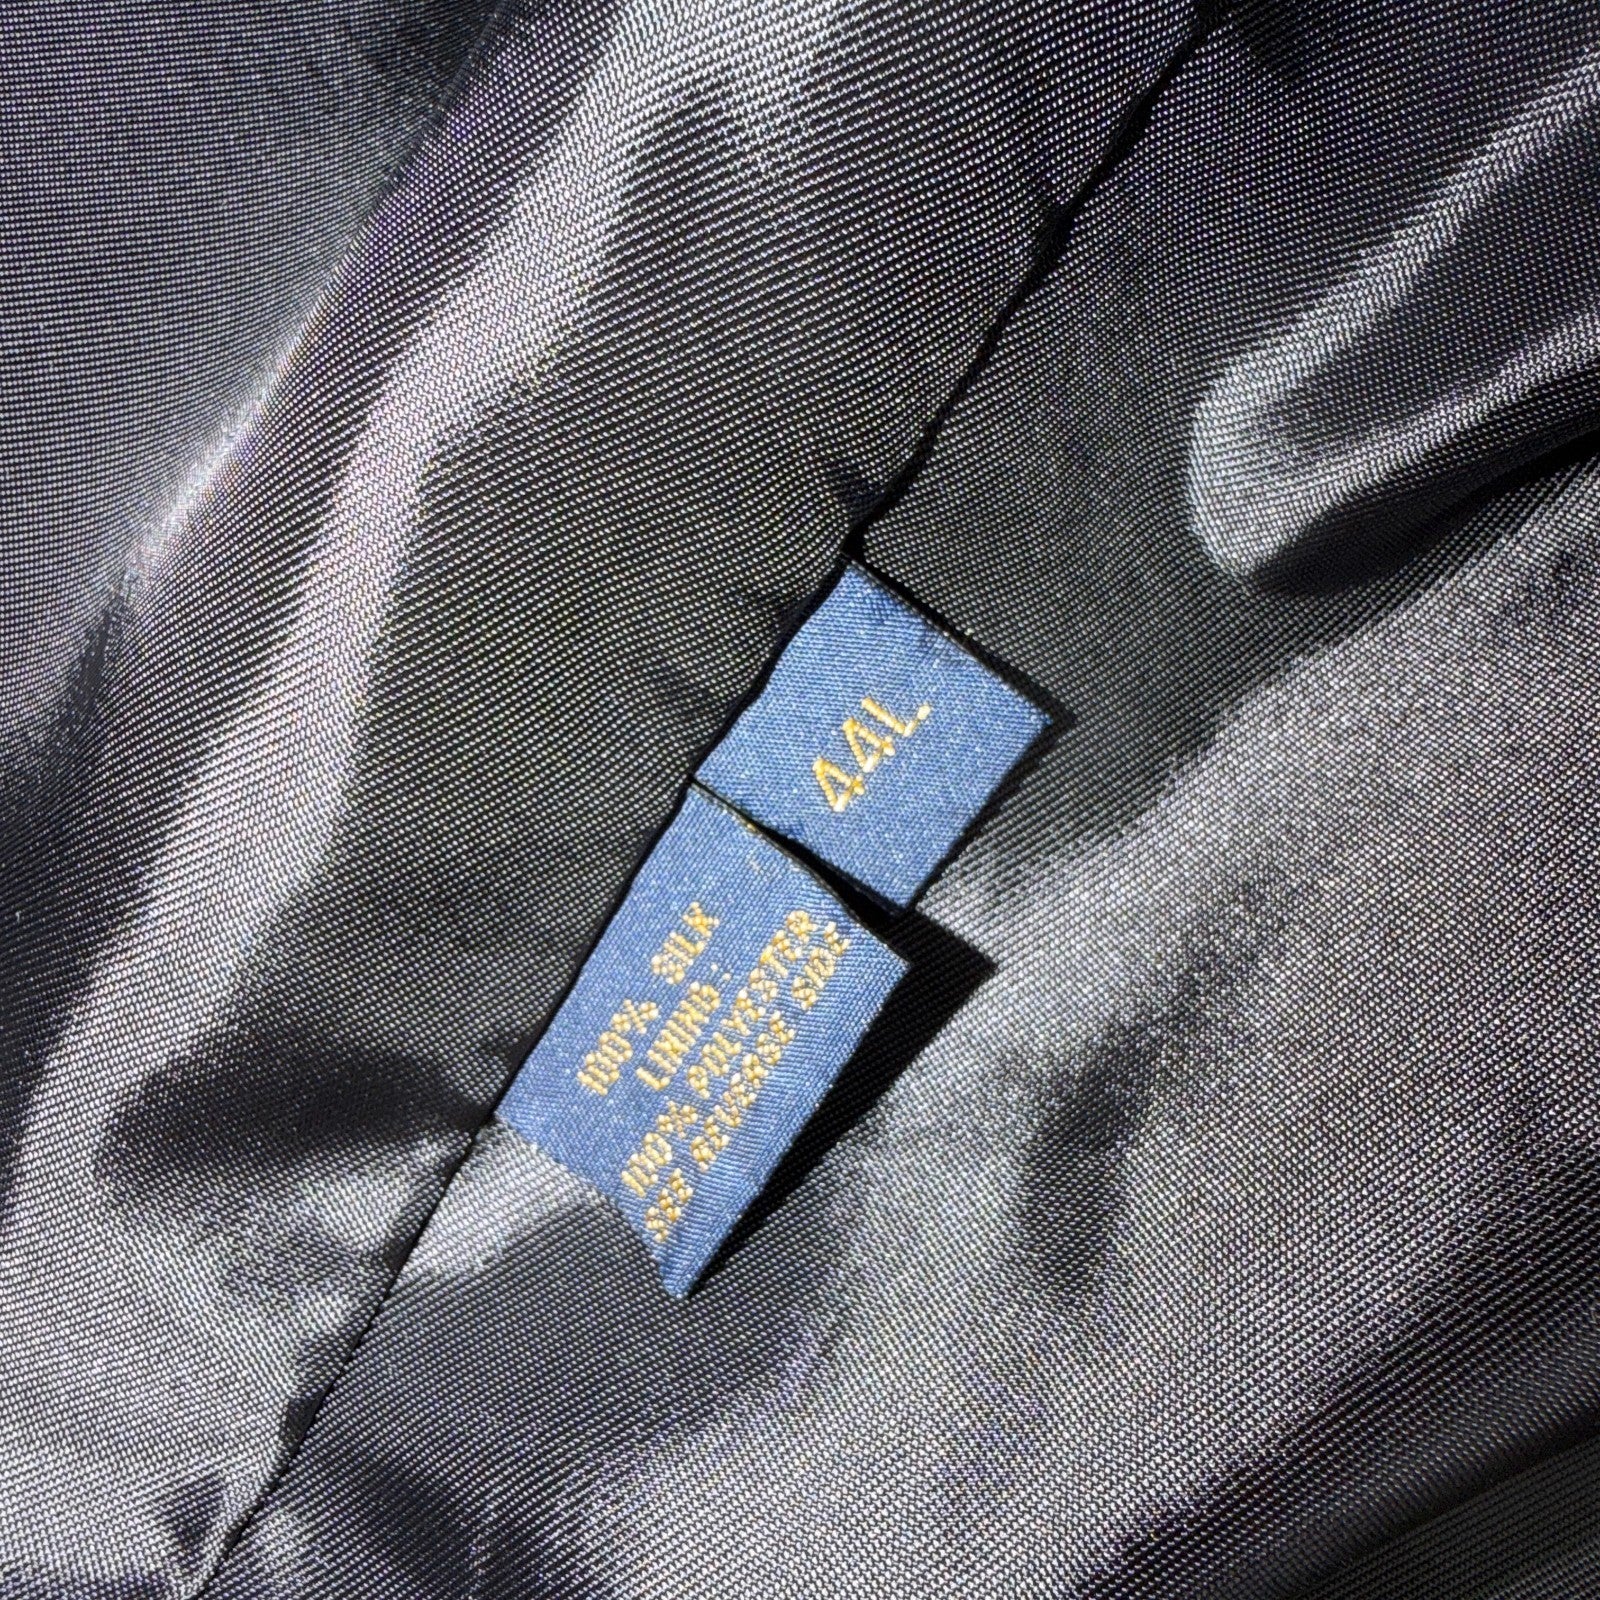 44L
100% SILK
LINING:
100% POLYESTER
SEE REVERSE SIDE